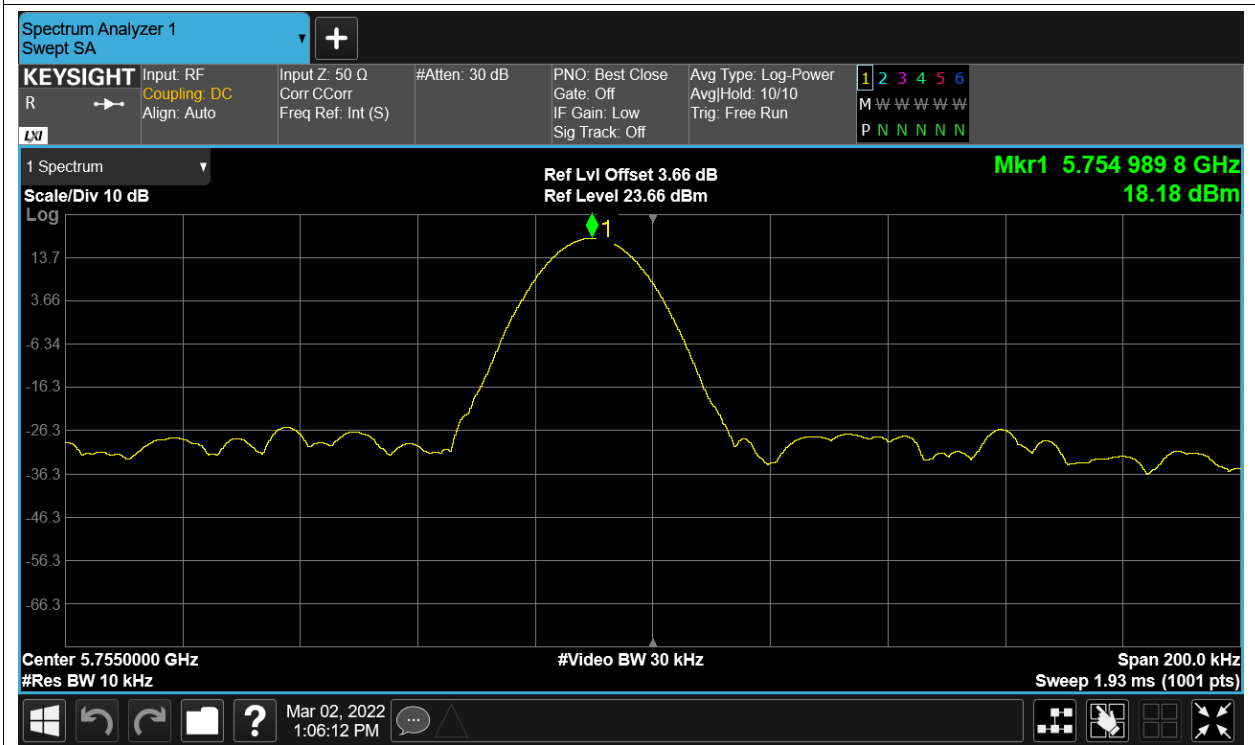 Spectrum Analyzer 1
Swept SA
+
KEYSIGHT
R
LXI
Input: RF
Coupling: DC
Align: Auto
Input Z: 50 Ω
Corr CCorr
Freq Ref: Int (S)
#Atten: 30 dB
PNO: Best Close
Gate: Off
IF Gain: Low
Sig Track: Off
Avg Type: Log-Power
Avg|Hold: 10/10
Trig: Free Run
1 2 3 4 5 6
M W W W W W
P N N N N N
1 Spectrum
Scale/Div 10 dB
Ref Lvl Offset 3.66 dB
Ref Level 23.66 dBm
Mkr1 5.754 989 8 GHz
18.18 dBm
Log
1
13.7
3.66
-6.34
-16.3
-26.3
-36.3
-46.3
-56.3
-66.3
Center 5.7550000 GHz
#Video BW 30 kHz
Span 200.0 kHz
#Res BW 10 kHz
Sweep 1.93 ms (1001 pts)
?
Mar 02, 2022
1:06:12 PM